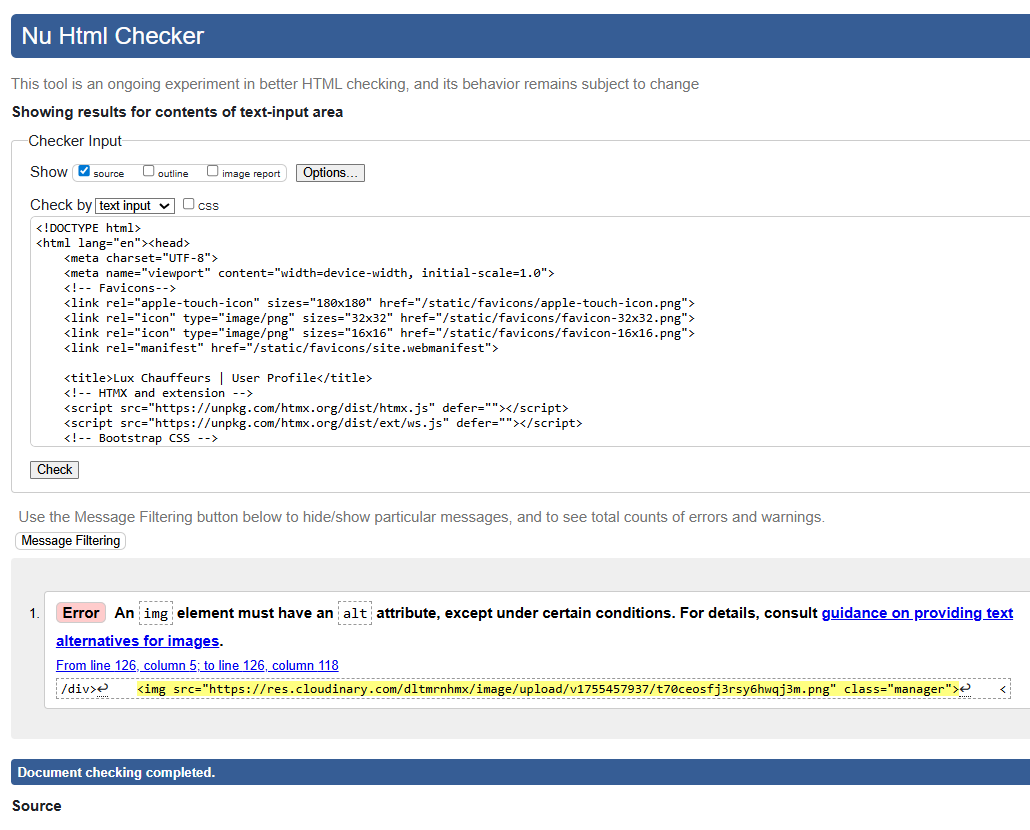 Nu Html Checker
This tool is an ongoing experiment in better HTML checking, and its behavior remains subject to change
Showing results for contents of text-input area
Checker Input
Show source outline image report Options...
Check by text input css
<!DOCTYPE html>
<html lang="en"><head>
    <meta charset="UTF-8">
    <meta name="viewport" content="width=device-width, initial-scale=1.0">
    <!-- Favicons-->
    <link rel="apple-touch-icon" sizes="180x180" href="/static/favicons/apple-touch-icon.png">
    <link rel="icon" type="image/png" sizes="32x32" href="/static/favicons/favicon-32x32.png">
    <link rel="icon" type="image/png" sizes="16x16" href="/static/favicons/favicon-16x16.png">
    <link rel="manifest" href="/static/favicons/site.webmanifest">
    <title>Lux Chauffeurs | User Profile</title>
    <!-- HTMX and extension -->
    <script src="https://unpkg.com/htmx.org/dist/htmx.js" defer=""></script>
    <script src="https://unpkg.com/htmx.org/dist/ext/ws.js" defer=""></script>
    <!-- Bootstrap CSS -->
Check
Use the Message Filtering button below to hide/show particular messages, and to see total counts of errors and warnings.
Message Filtering
1. Error An img element must have an alt attribute, except under certain conditions. For details, consult guidance on providing text
alternatives for images.
From line 126, column 5; to line 126, column 118
/div>↩    <img src="https://res.cloudinary.com/dltmrnhmx/image/upload/v1755457937/t70ceosfj3rsy6hwqj3m.png" class="manager">↩    <
Document checking completed.
Source